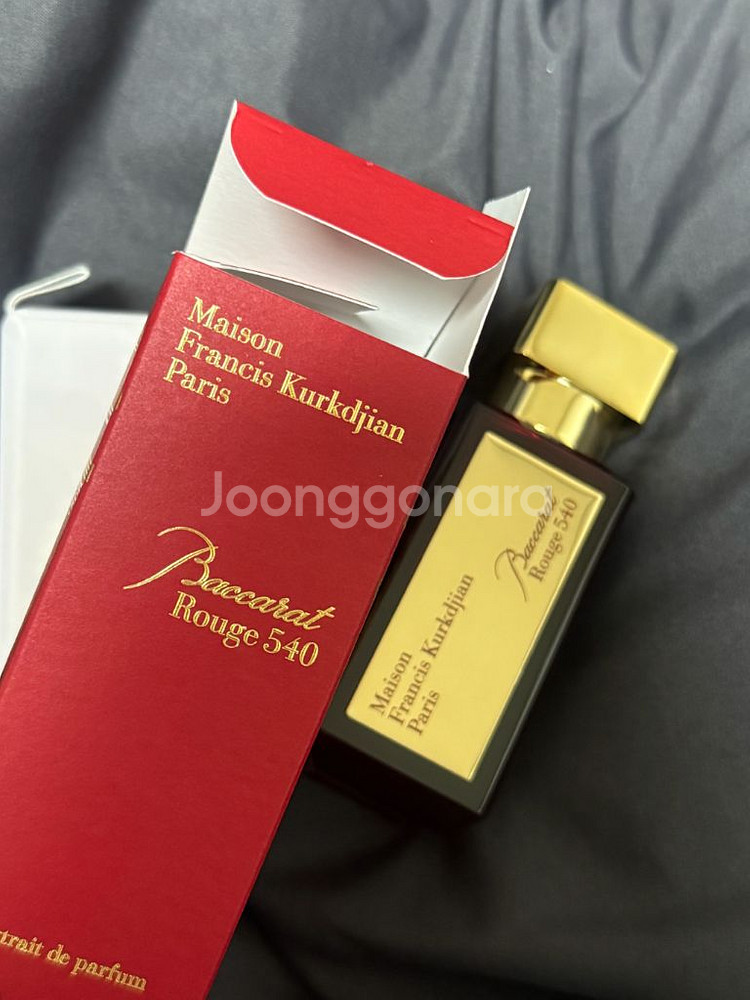 Maison
Francis Kurkdjian
Paris
Baccarat
Rouge 540
trait de parfum
Joonggonara
Baccarat
Rouge 540
Maison
Francis Kurkdjian
Paris